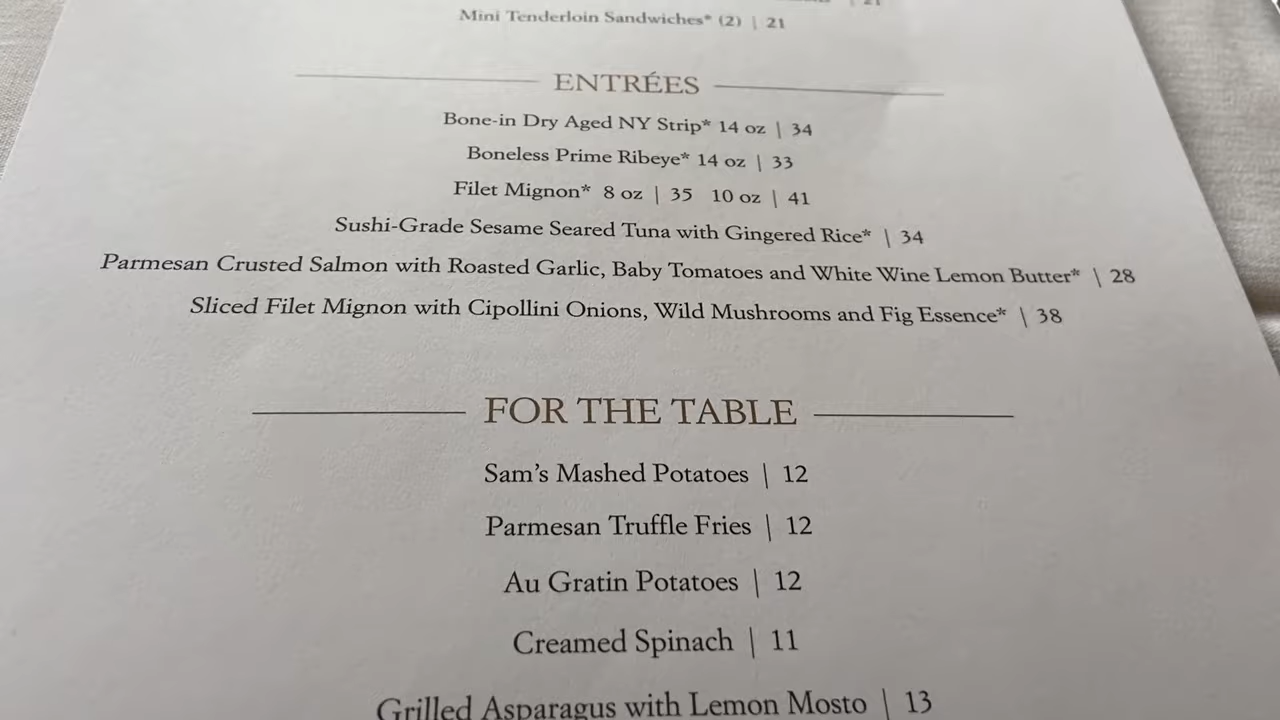 21
Mini Tenderloin Sandwiches* (2) | 21
ENTRÉES
Bone-in Dry Aged NY Strip* 14 oz | 34
Boneless Prime Ribeye* 14 oz | 33
Filet Mignon* 8 oz | 35 10 oz | 41
Sushi-Grade Sesame Seared Tuna with Gingered Rice* | 34
Parmesan Crusted Salmon with Roasted Garlic, Baby Tomatoes and White Wine Lemon Butter* | 28
Sliced Filet Mignon with Cipollini Onions, Wild Mushrooms and Fig Essence* | 38
FOR THE TABLE
Sam's Mashed Potatoes | 12
Parmesan Truffle Fries | 12
Au Gratin Potatoes | 12
Creamed Spinach | 11
Grilled Asparagus with Lemon Mosto | 13